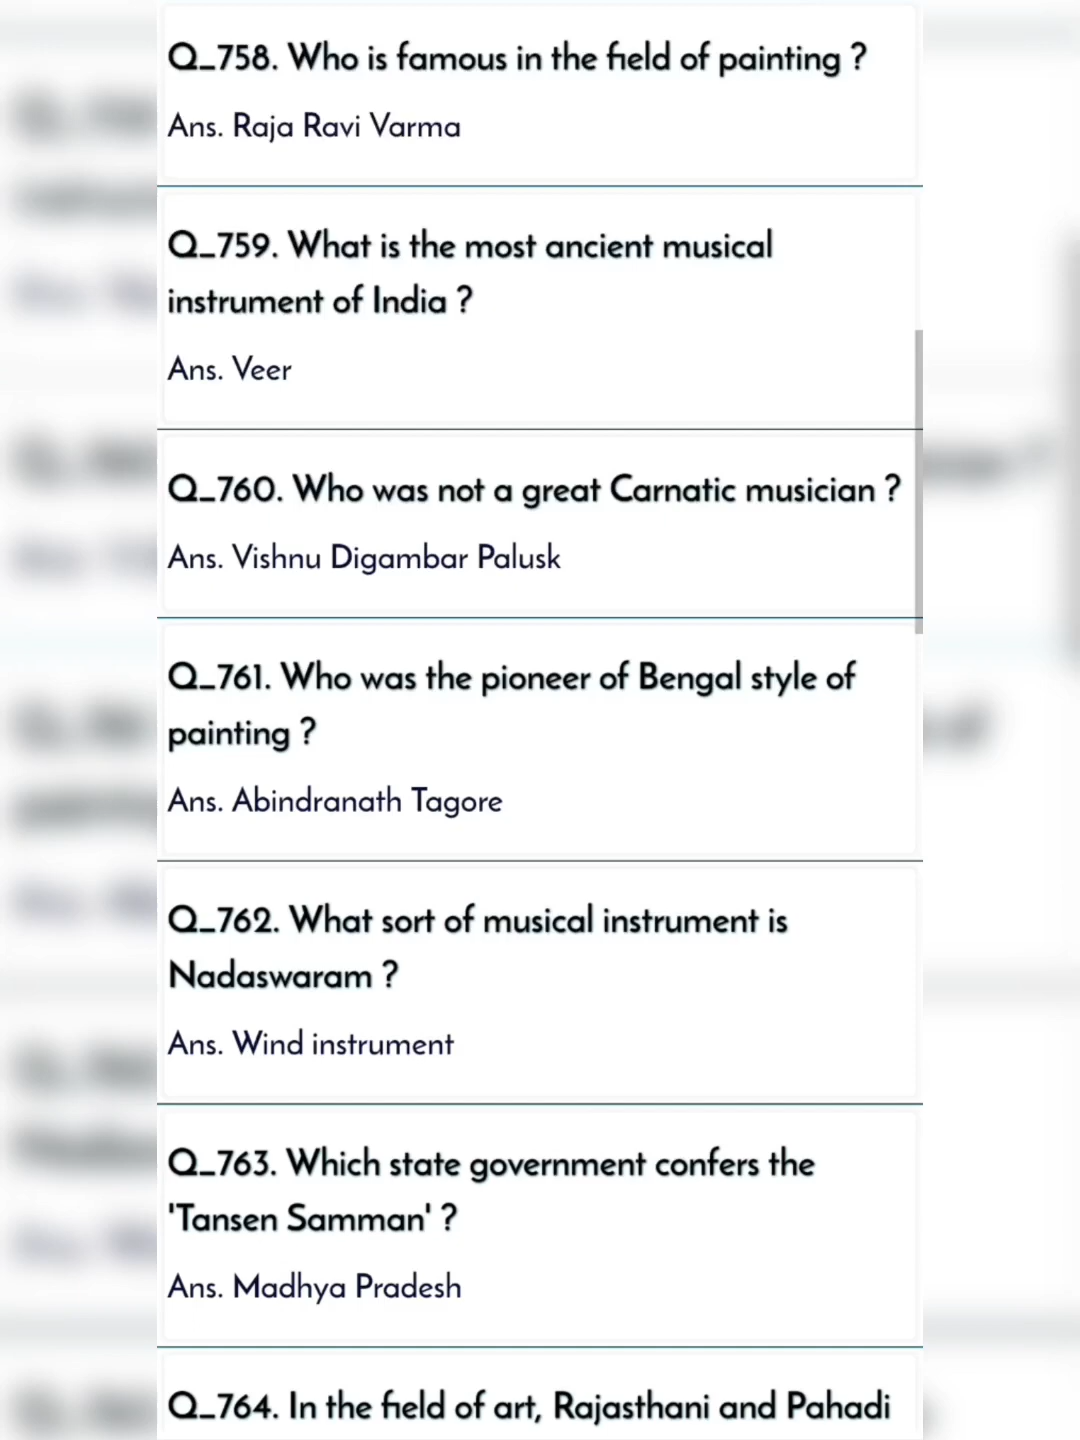 Q_758. Who is famous in the field of painting ?
Ans. Raja Ravi Varma
Q_759. What is the most ancient musical
instrument of India ?
Ans. Veer
Q_760. Who was not a great Carnatic musician ?
Ans. Vishnu Digambar Palusk
Q_761. Who was the pioneer of Bengal style of
painting ?
Ans. Abindranath Tagore
Q_762. What sort of musical instrument is
Nadaswaram ?
Ans. Wind instrument
Q_763. Which state government confers the
'Tansen Samman' ?
Ans. Madhya Pradesh
Q_764. In the field of art, Rajasthani and Pahadi